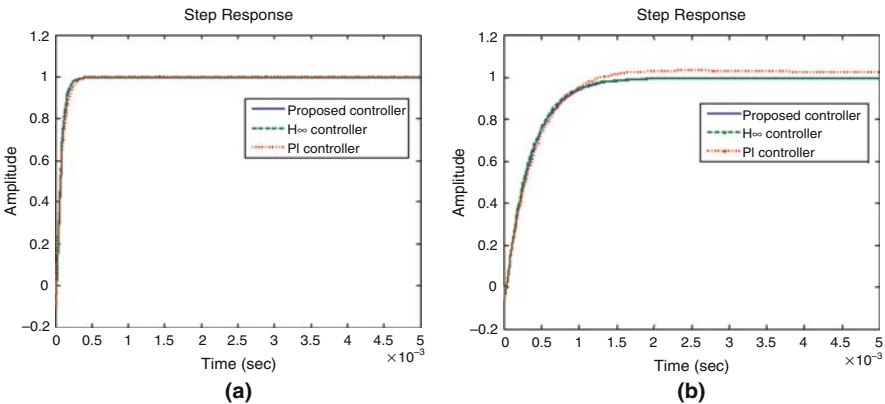 Step Response
1.2
1
0.8
0.6
0.4
0.2
0
−0.2
Amplitude
Proposed controller
H∞ controller
PI controller
0 0.5 1 1.5 2 2.5 3 3.5 4 4.5 5
Time (sec)
×10⁻³
(a)
Step Response
1.2
1
0.8
0.6
0.4
0.2
0
−0.2
Amplitude
Proposed controller
H∞ controller
PI controller
0 0.5 1 1.5 2 2.5 3 3.5 4 4.5 5
Time (sec)
×10⁻³
(b)